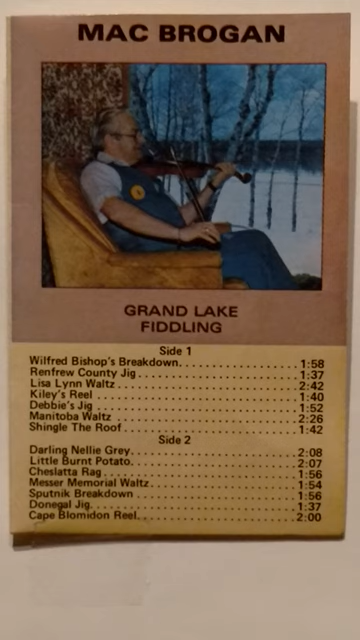 MAC BROGAN
GRAND LAKE
FIDDLING
Side 1
Wilfred Bishop's Breakdown. . . . . . . . . . . . . . . . . . . 1:58
Renfrew County Jig . . . . . . . . . . . . . . . . . . . . . . . . . 1:37
Lisa Lynn Waltz . . . . . . . . . . . . . . . . . . . . . . . . . . . . 2:42
Kiley's Reel . . . . . . . . . . . . . . . . . . . . . . . . . . . . . . . 1:40
Debbie's Jig . . . . . . . . . . . . . . . . . . . . . . . . . . . . . . . 1:52
Manitoba Waltz . . . . . . . . . . . . . . . . . . . . . . . . . . . . 2:26
Shingle The Roof . . . . . . . . . . . . . . . . . . . . . . . . . . . 1:42
Side 2
Darling Nellie Grey. . . . . . . . . . . . . . . . . . . . . . . . . . 2:08
Little Burnt Potato. . . . . . . . . . . . . . . . . . . . . . . . . . 2:07
Cheslatta Rag . . . . . . . . . . . . . . . . . . . . . . . . . . . . . 1:56
Messer Memorial Waltz . . . . . . . . . . . . . . . . . . . . . . 1:54
Sputnik Breakdown . . . . . . . . . . . . . . . . . . . . . . . . . 1:56
Donegal Jig. . . . . . . . . . . . . . . . . . . . . . . . . . . . . . . 1:37
Cape Blomidon Reel. . . . . . . . . . . . . . . . . . . . . . . . 2:00